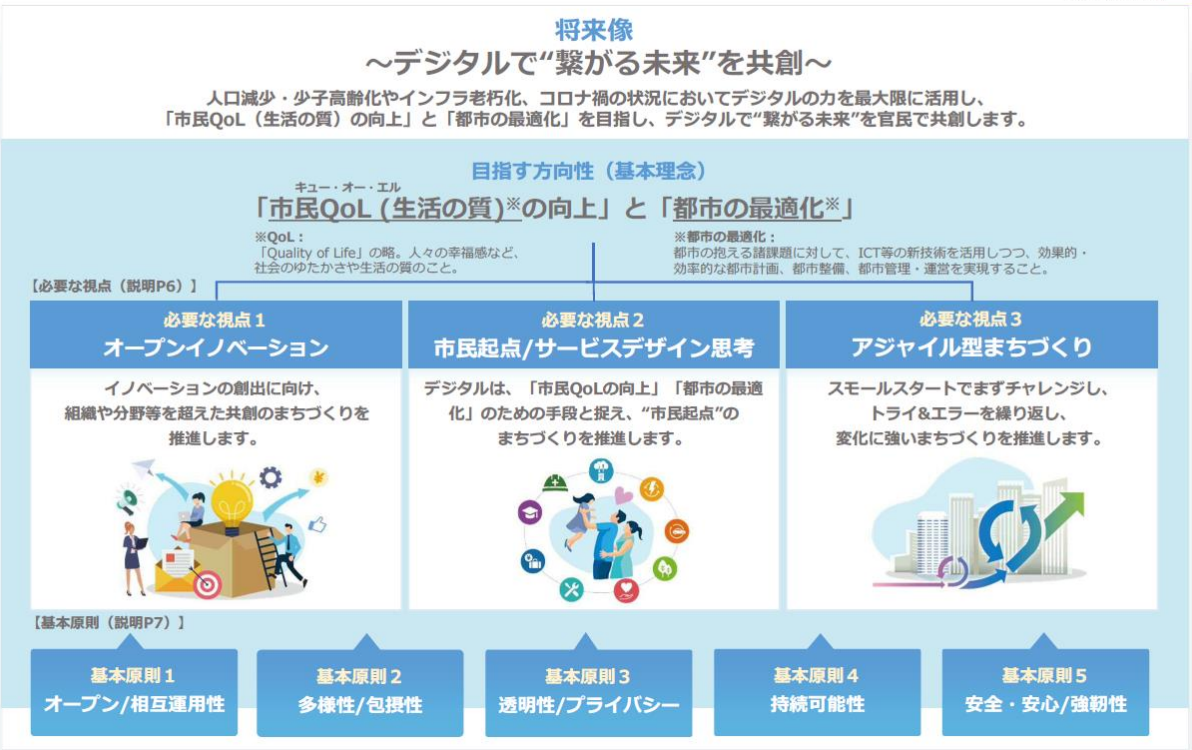 将来像
～デジタルで“繋がる未来”を共創～
人口減少・少子高齢化やインフラ老朽化、コロナ禍の状況においてデジタルの力を最大限に活用し、
「市民QoL（生活の質）の向上」と「都市の最適化」を目指し、デジタルで“繋がる未来”を官民で共創します。
目指す方向性（基本理念）
キュー・オー・エル
「市民QoL (生活の質)※の向上」と「都市の最適化※」
※QoL：
「Quality of Life」の略。人々の幸福感など、
社会のゆたかさや生活の質のこと。
※都市の最適化：
都市の抱える諸課題に対して、ICT等の新技術を活用しつつ、効果的・
効率的な都市計画、都市整備、都市管理・運営を実現すること。
【必要な視点（説明P6）】
必要な視点１
オープンイノベーション
イノベーションの創出に向け、
組織や分野等を超えた共創のまちづくりを
推進します。
必要な視点２
市民起点/サービスデザイン思考
デジタルは、「市民QoLの向上」「都市の最適
化」のための手段と捉え、“市民起点”の
まちづくりを推進します。
必要な視点３
アジャイル型まちづくり
スモールスタートでまずチャレンジし、
トライ&エラーを繰り返し、
変化に強いまちづくりを推進します。
【基本原則（説明P7）】
基本原則１
オープン/相互運用性
基本原則２
多様性/包摂性
基本原則３
透明性/プライバシー
基本原則４
持続可能性
基本原則５
安全・安心/強靭性